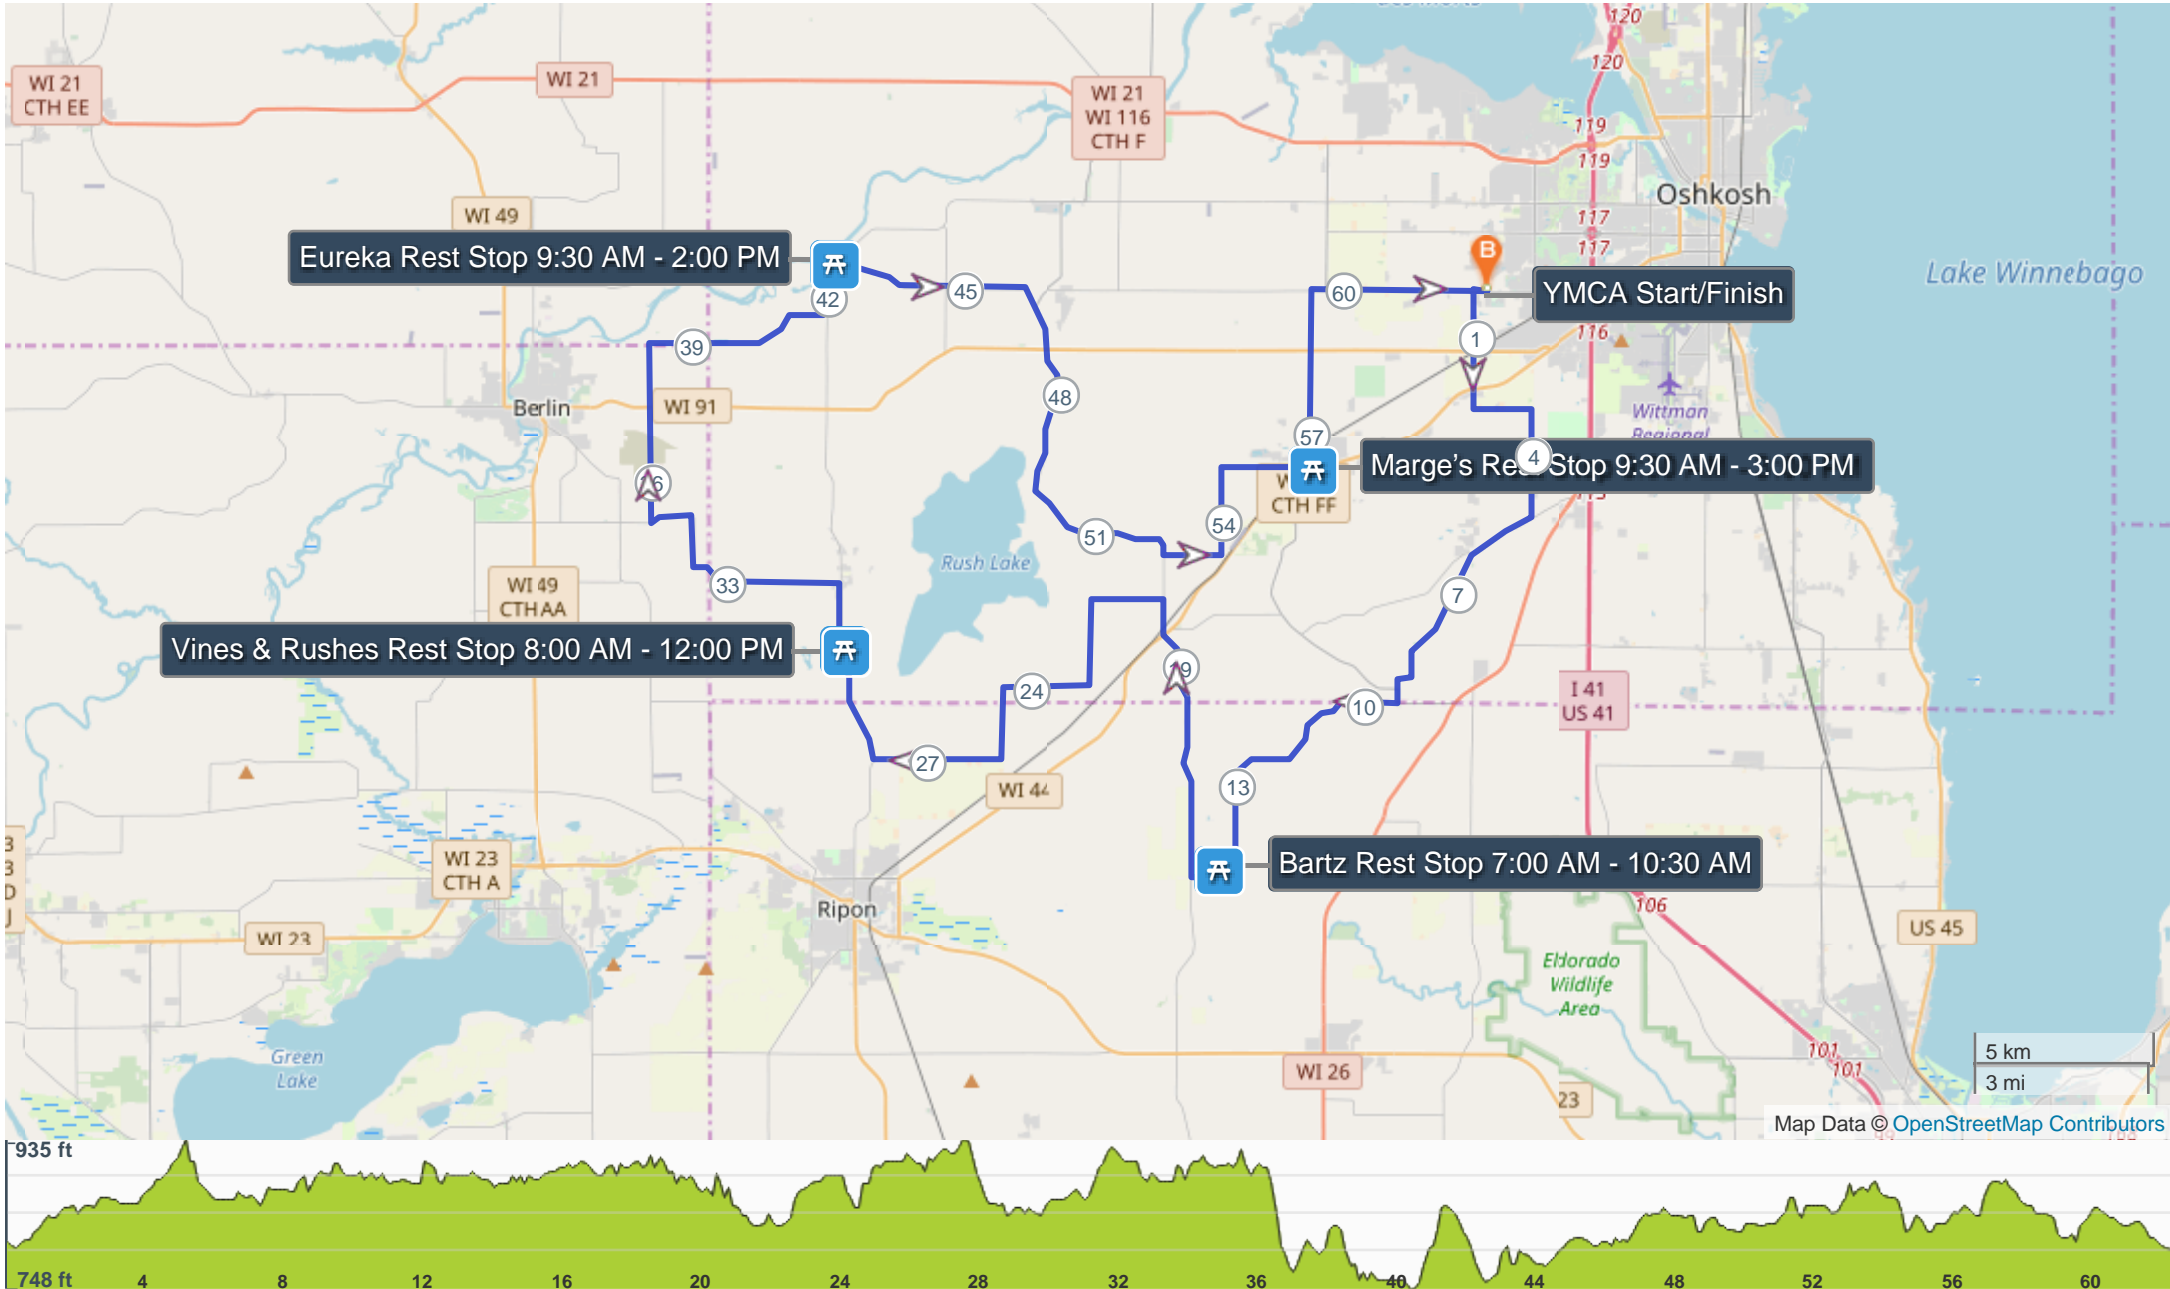 120
120
WI 21
CTH EE
WI 21
WI 21
WI 116
CTH F
119
119
Oshkosh
WI 49
117
117
Eureka Rest Stop 9:30 AM - 2:00 PM
B
Lake Winnebago
42
45
60
YMCA Start/Finish
39
1
116
48
Berlin
WI 91
Wittman
Regional
57
Marge's Rest Stop 9:30 AM - 3:00 PM
4
CTH FF
54
51
Rush Lake
WI 49
CTH AA
33
7
Vines & Rushes Rest Stop 8:00 AM - 12:00 PM
19
24
10
I 41
US 41
27
WI 44
13
WI 23
CTH A
Bartz Rest Stop 7:00 AM - 10:30 AM
Ripon
106
US 45
WI 23
Eldorado
Wildlife
Area
Green
Lake
101
101
5 km
3 mi
WI 26
23
Map Data © OpenStreetMap Contributors
935 ft
748 ft
4 8 12 16 20 24 28 32 36 40 44 48 52 56 60